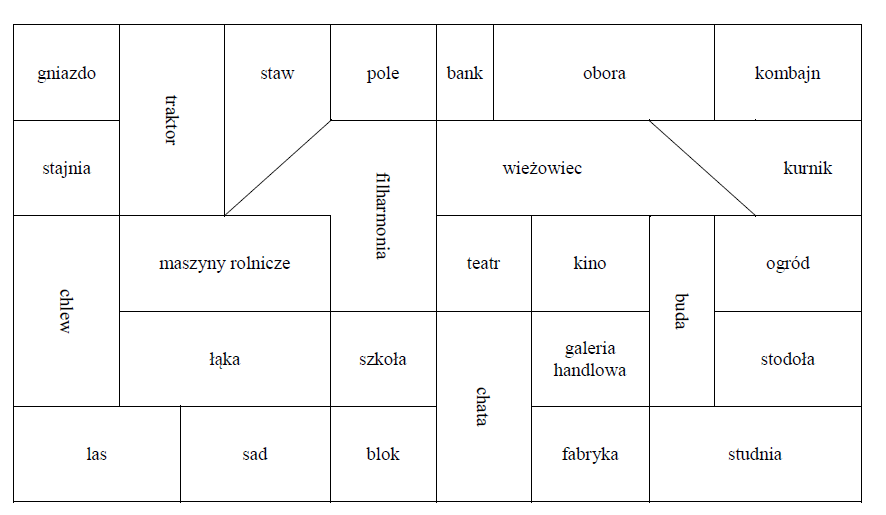 gniazdo
traktor
staw
pole
bank
obora
kombajn
stajnia
filharmonia
wieżowiec
kurnik
chlew
maszyny rolnicze
teatr
kino
buda
ogród
łąka
szkoła
chata
galeria
handlowa
stodoła
las
sad
blok
fabryka
studnia